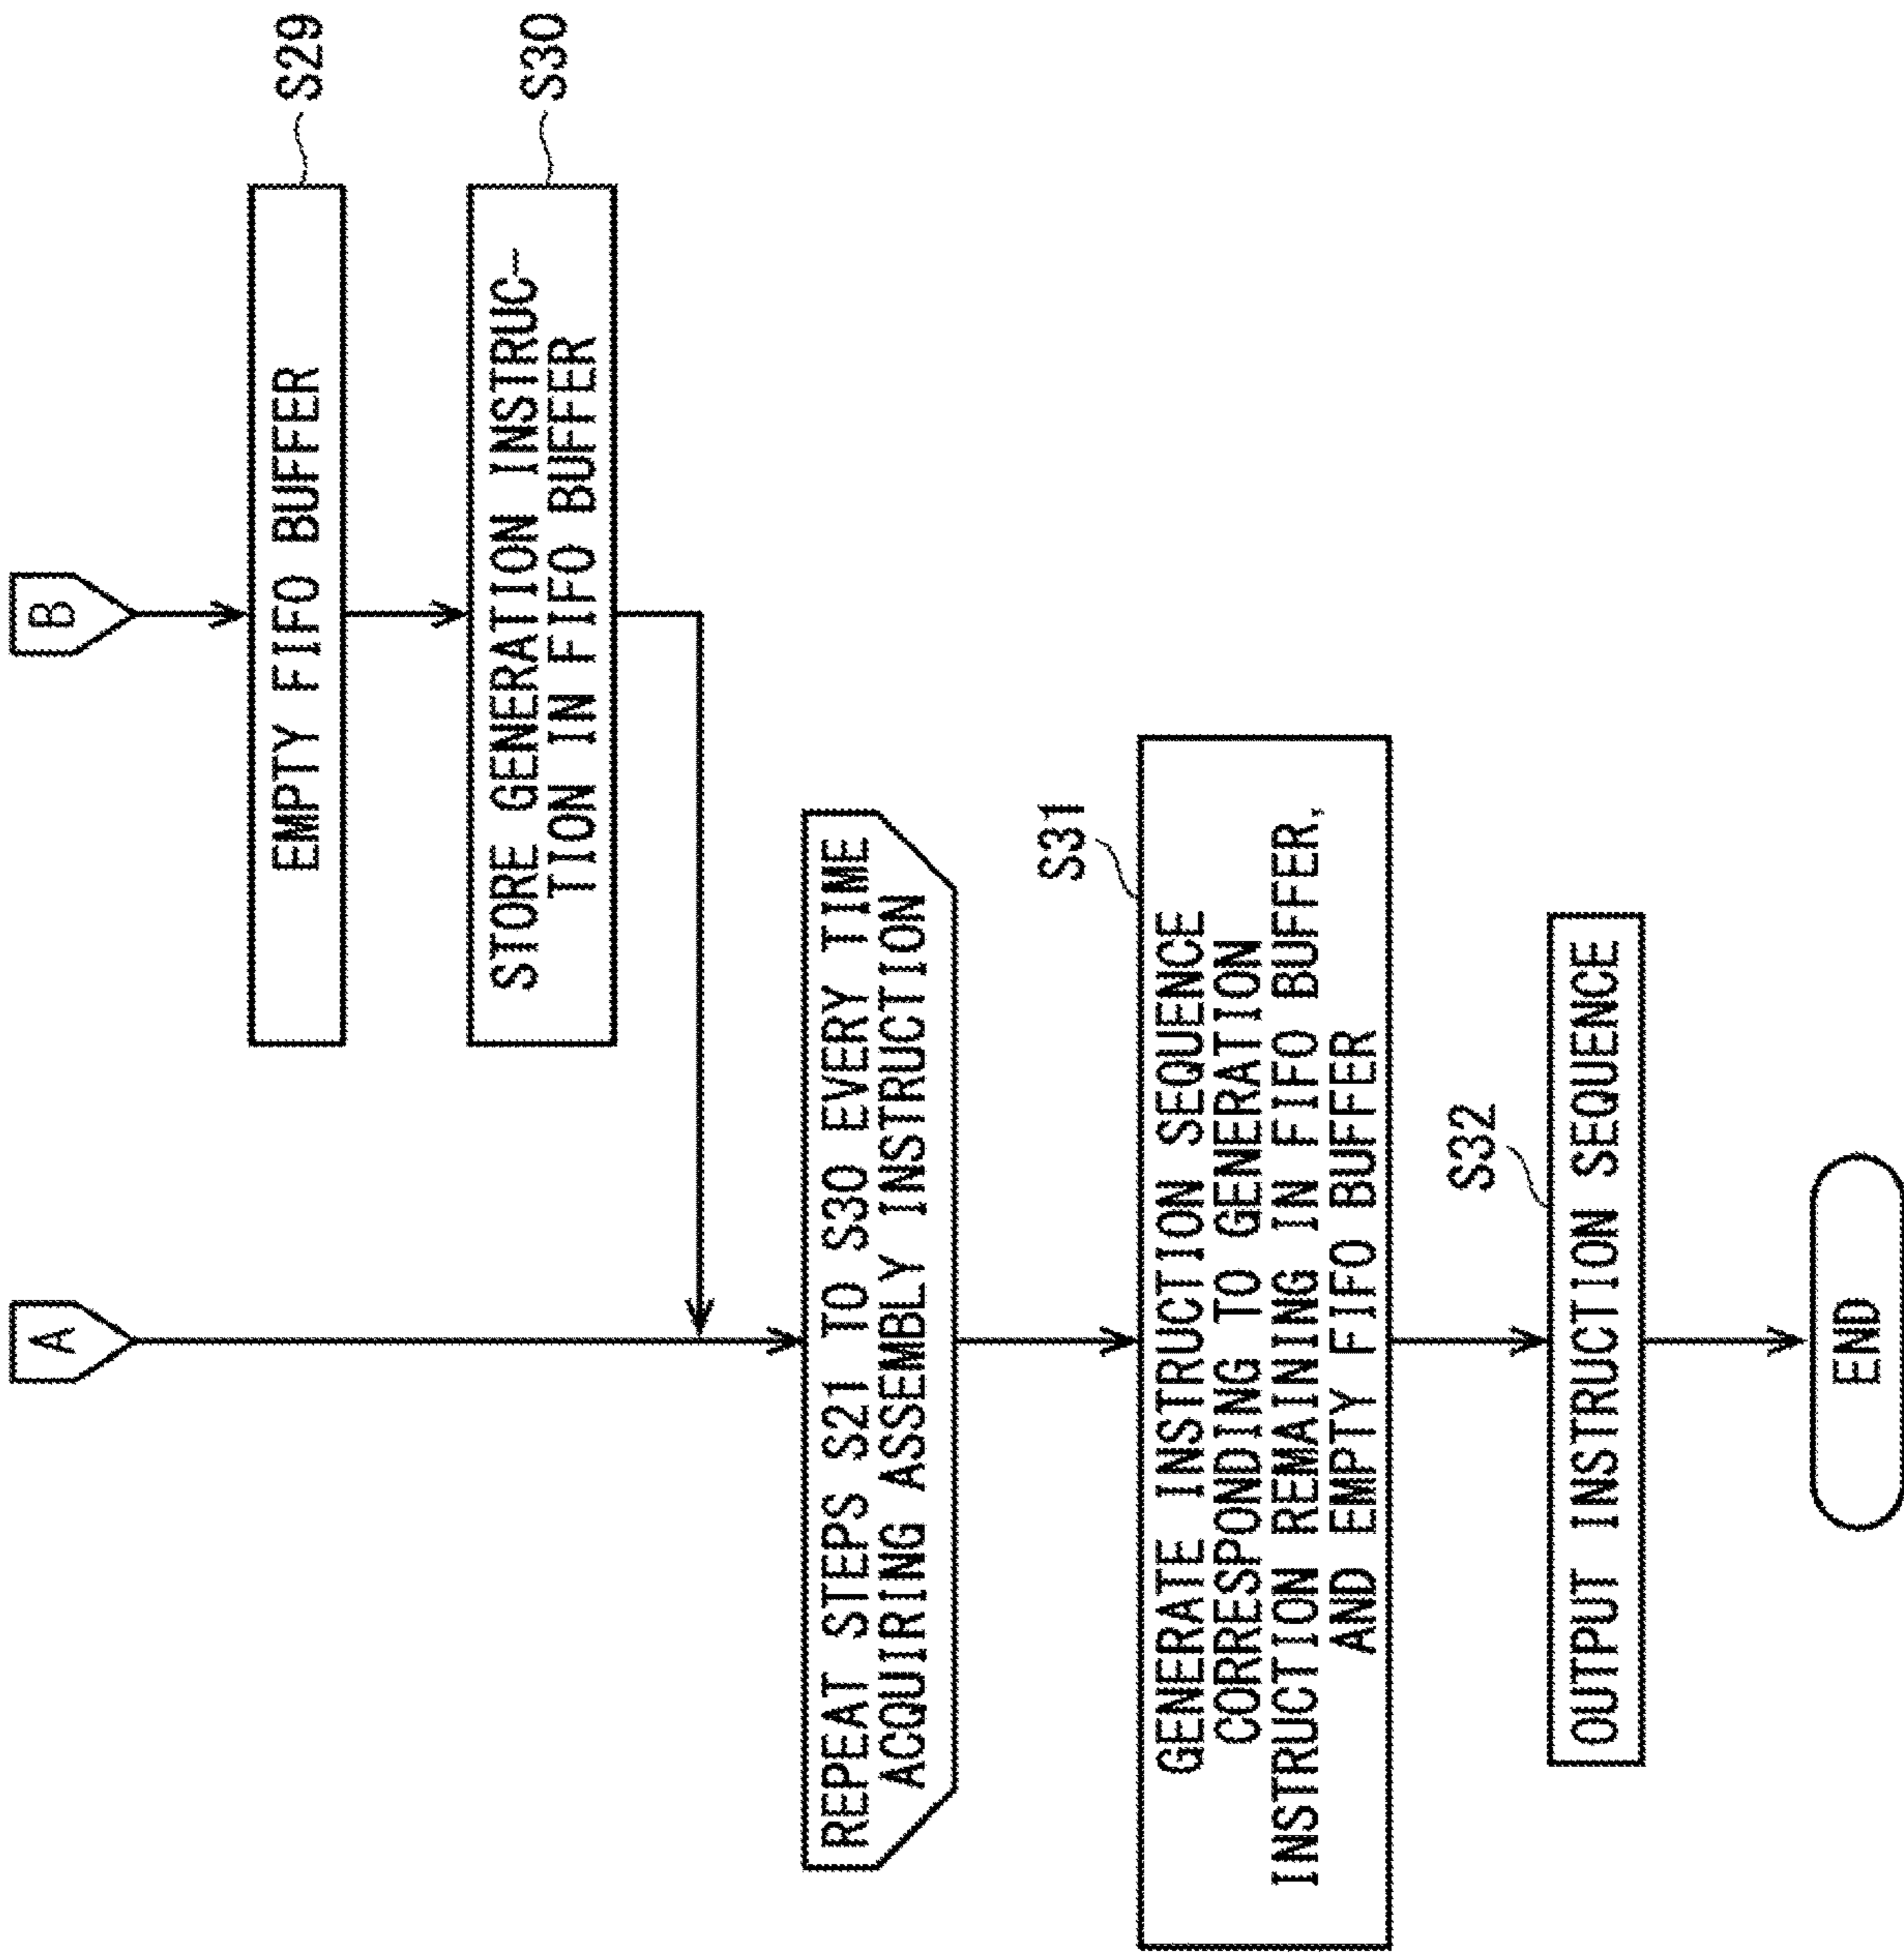 A
B
EMPTY FIFO BUFFER
S29
STORE GENERATION INSTRUC-
TION IN FIFO BUFFER
S30
REPEAT STEPS S21 TO S30 EVERY TIME
ACQUIRING ASSEMBLY INSTRUCTION
S31
GENERATE INSTRUCTION SEQUENCE
CORRESPONDING TO GENERATION
INSTRUCTION REMAINING IN FIFO BUFFER,
AND EMPTY FIFO BUFFER
S32
OUTPUT INSTRUCTION SEQUENCE
END